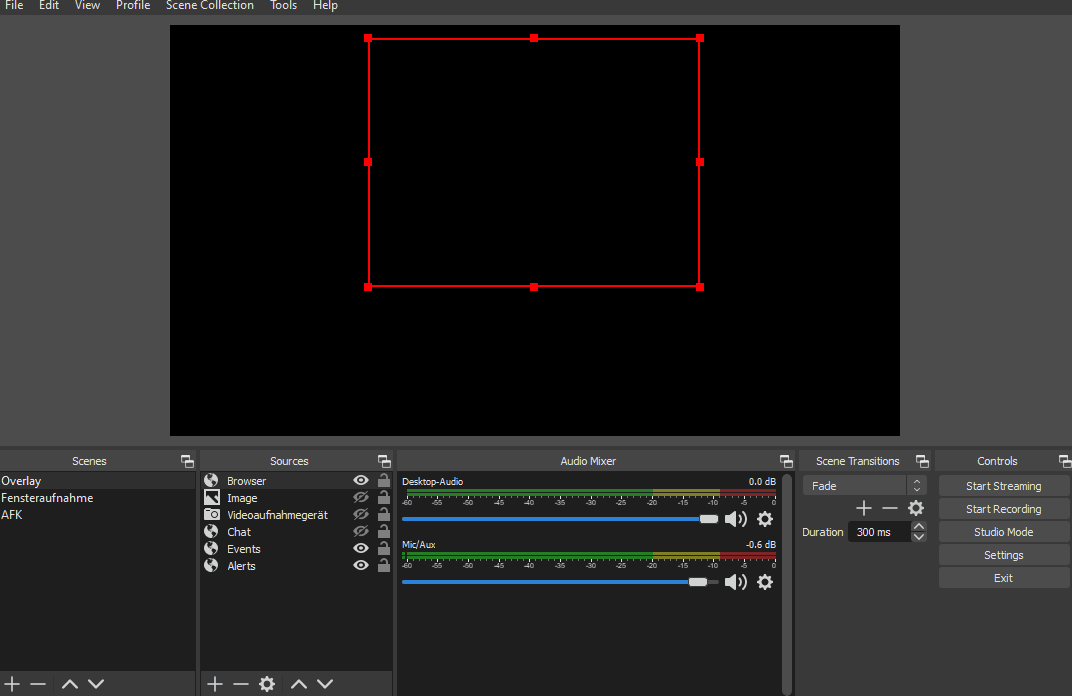 File Edit View Profile Scene Collection Tools Help
Scenes
Overlay
Fensteraufnahme
AFK
Sources
Browser
Image
Videoaufnahmegerät
Chat
Events
Alerts
Audio Mixer
Desktop-Audio 0.0 dB
-60 -55 -50 -45 -40 -35 -30 -25 -20 -15 -10 -5 0
Mic/Aux -0.6 dB
-60 -55 -50 -45 -40 -35 -30 -25 -20 -15 -10 -5 0
Scene Transitions
Fade
Duration 300 ms
Controls
Start Streaming
Start Recording
Studio Mode
Settings
Exit